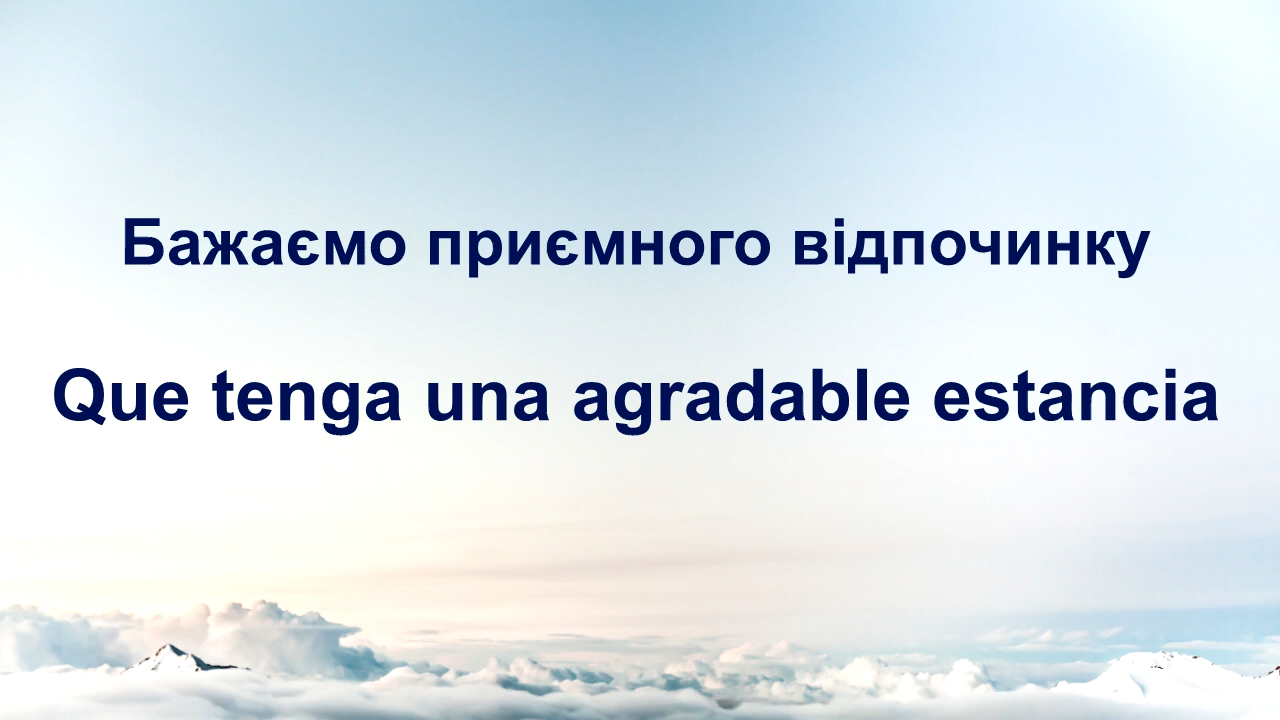 Бажаємо приємного відпочинку
Que tenga una agradable estancia